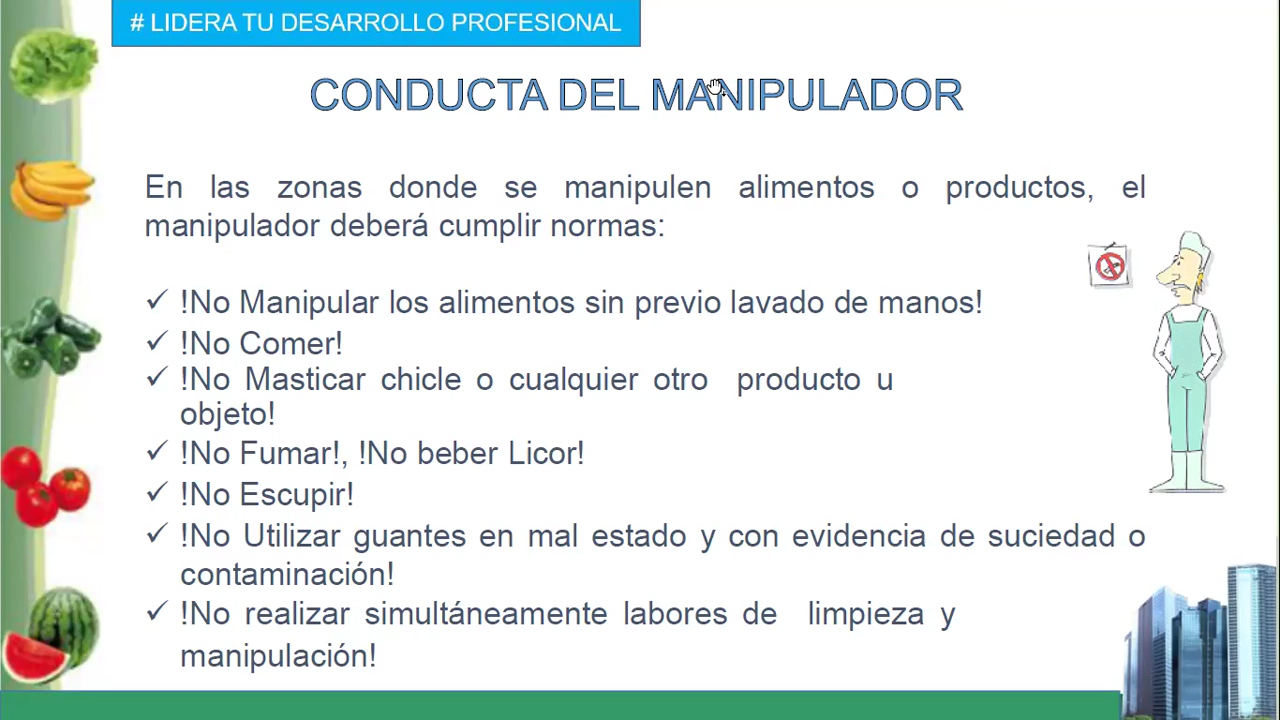 # LIDERA TU DESARROLLO PROFESIONAL
CONDUCTA DEL MANIPULADOR
En las zonas donde se manipulen alimentos o productos, el
manipulador deberá cumplir normas:
✓ !No Manipular los alimentos sin previo lavado de manos!
✓ !No Comer!
✓ !No Masticar chicle o cualquier otro producto u
objeto!
✓ !No Fumar!, !No beber Licor!
✓ !No Escupir!
✓ !No Utilizar guantes en mal estado y con evidencia de suciedad o
contaminación!
✓ !No realizar simultáneamente labores de limpieza y
manipulación!